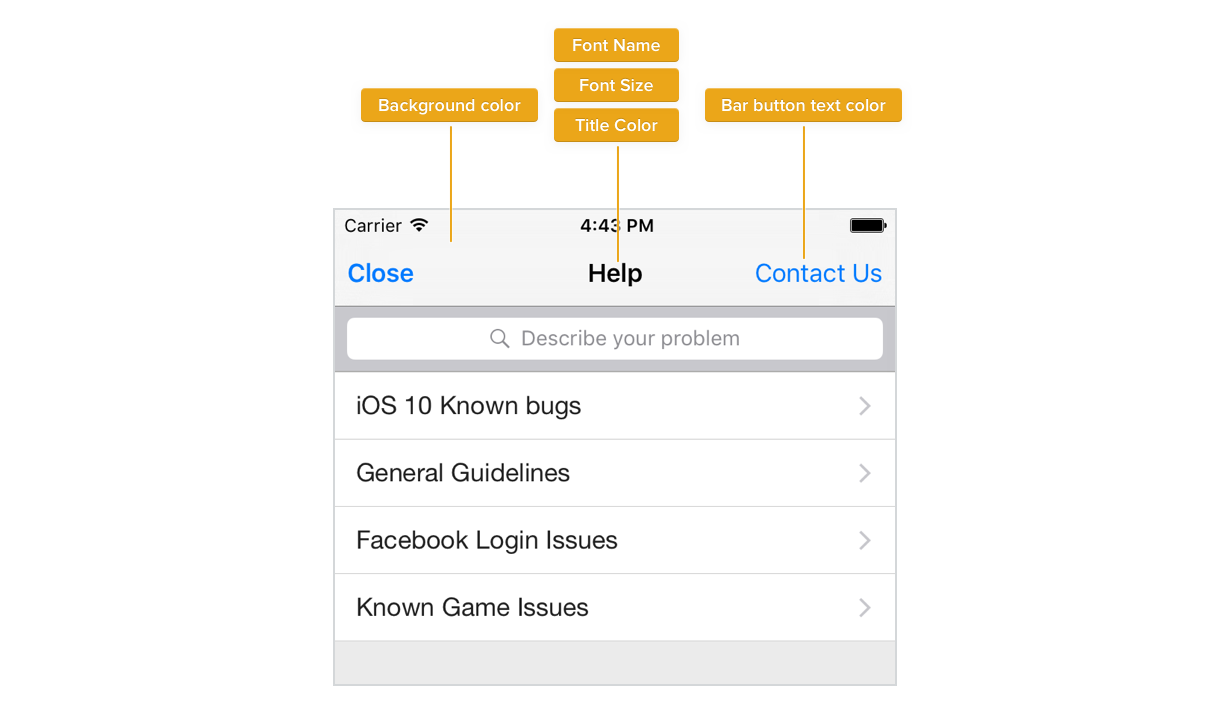 Font Name
Font Size
Background color
Title Color
Bar button text color
Carrier
4:43 PM
Close
Help
Contact Us
Describe your problem
iOS 10 Known bugs
General Guidelines
Facebook Login Issues
Known Game Issues